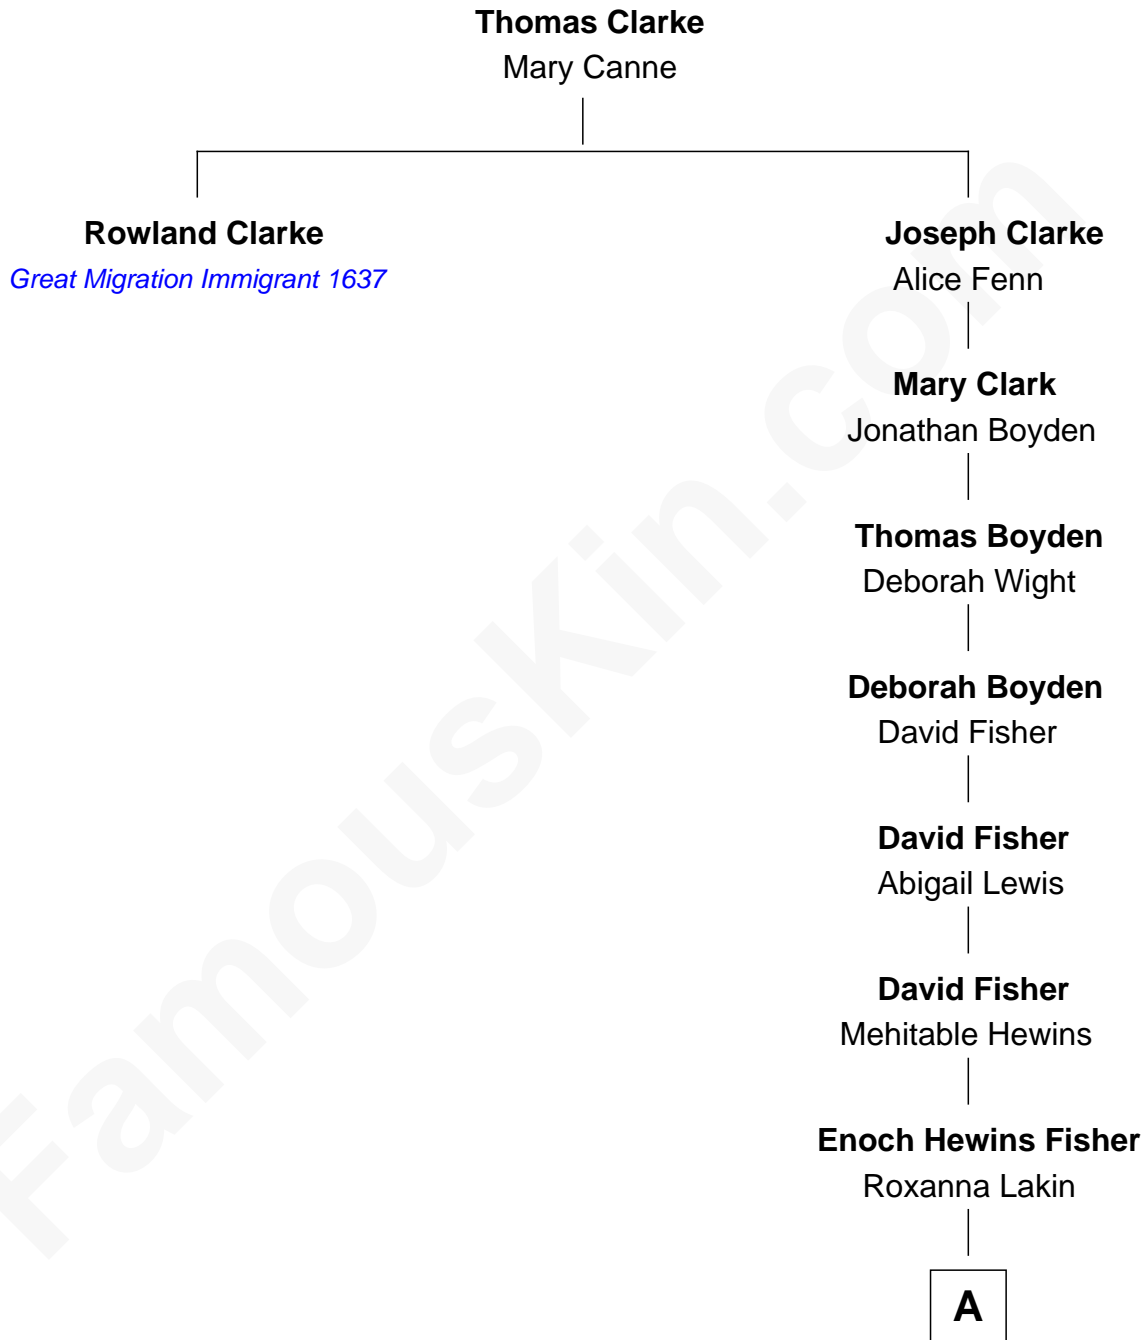 Thomas Clarke
Mary Canne
Rowland Clarke
Great Migration Immigrant 1637
Joseph Clarke
Alice Fenn
Mary Clark
Jonathan Boyden
Thomas Boyden
Deborah Wight
Deborah Boyden
David Fisher
David Fisher
Abigail Lewis
David Fisher
Mehitable Hewins
Enoch Hewins Fisher
Roxanna Lakin
A
FamousKin.com